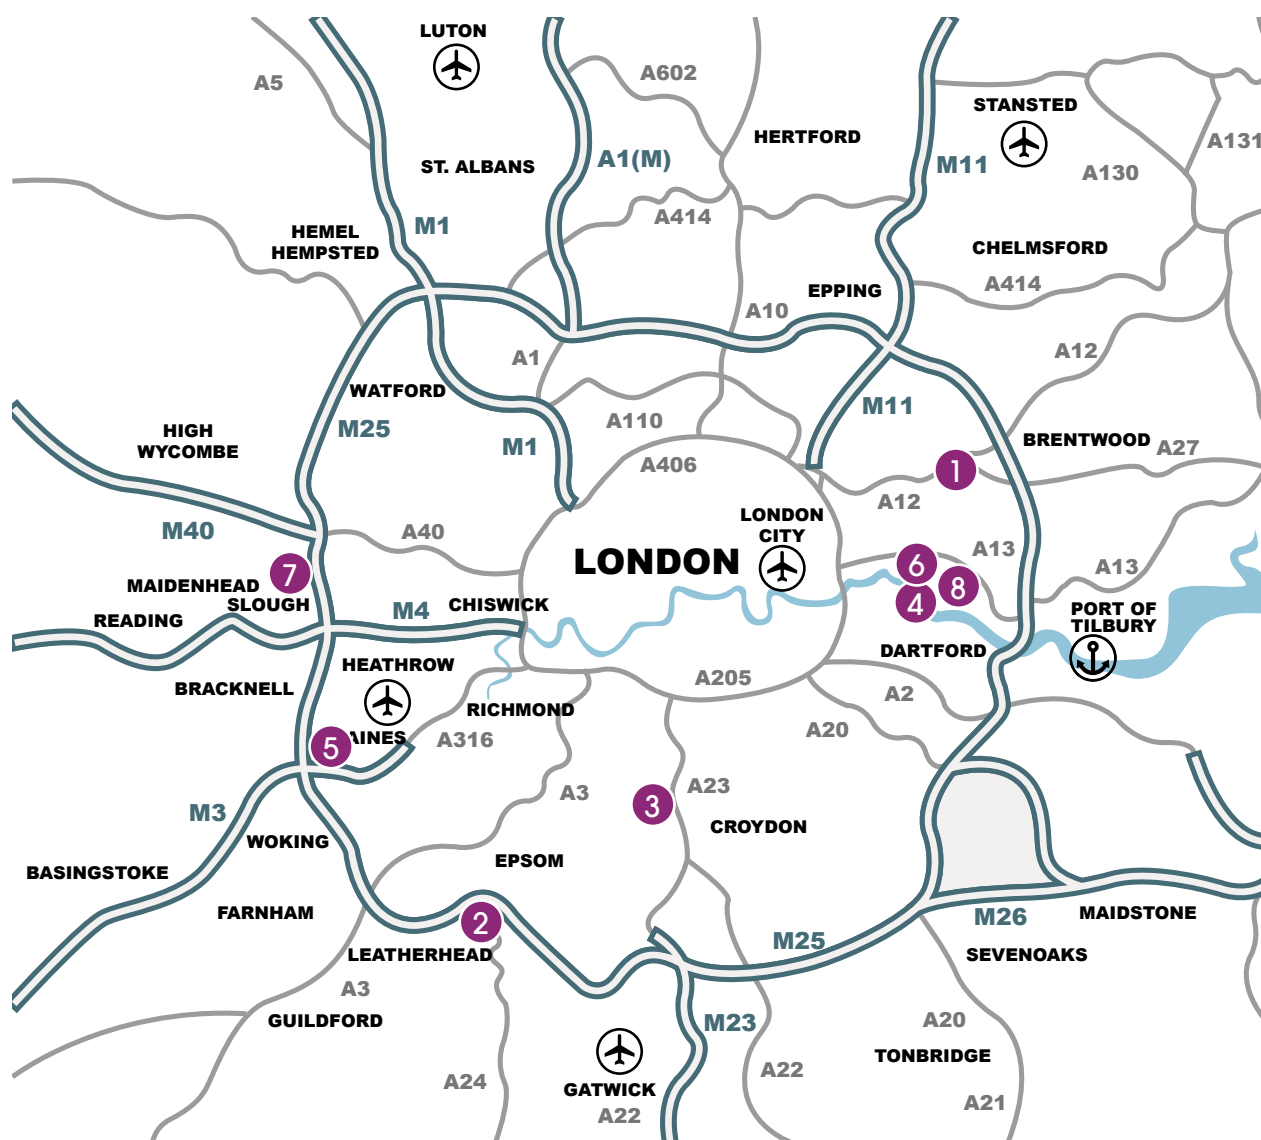 LUTON
A5
A602
STANSTED
HERTFORD
A131
ST. ALBANS
A1(M)
M11
A130
A414
M1
HEMEL
HEMPSTED
CHELMSFORD
A414
EPPING
A10
A1
A12
WATFORD
M11
A110
M25
HIGH
WYCOMBE
M1
BRENTWOOD
A27
A406
1
A12
LONDON
CITY
M40
A40
A13
LONDON
6
A13
7
MAIDENHEAD
8
SLOUGH
M4
CHISWICK
4
PORT OF
TILBURY
READING
DARTFORD
HEATHROW
A205
BRACKNELL
A2
RICHMOND
A20
5
AINES
A316
A3
A23
3
M3
CROYDON
WOKING
EPSOM
BASINGSTOKE
FARNHAM
2
M26
MAIDSTONE
M25
LEATHERHEAD
SEVENOAKS
A3
GUILDFORD
M23
A20
TONBRIDGE
A22
A24
GATWICK
A21
A22